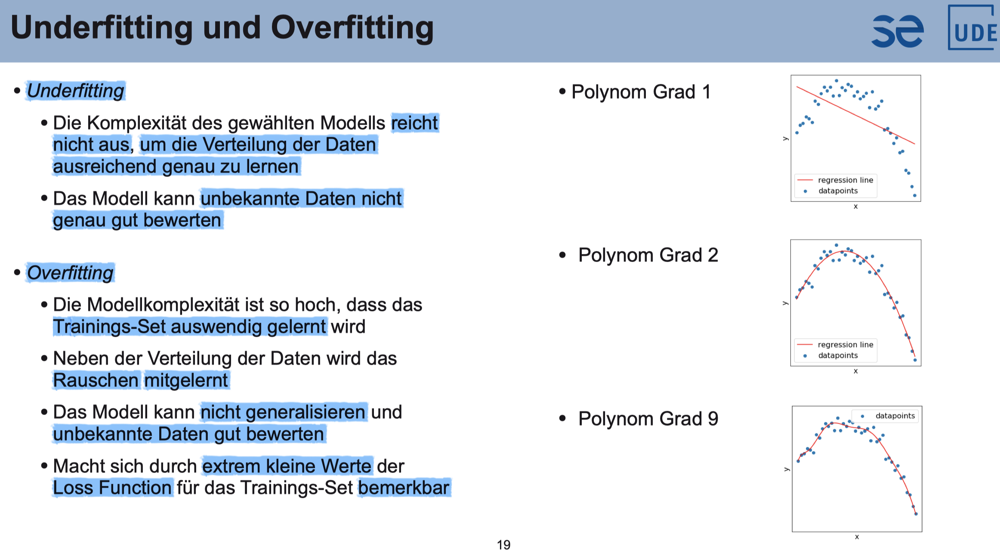 Underfitting und Overfitting
se
UDE
• Underfitting
• Die Komplexität des gewählten Modells reicht
nicht aus, um die Verteilung der Daten
ausreichend genau zu lernen
• Das Modell kann unbekannte Daten nicht
genau gut bewerten
• Overfitting
• Die Modellkomplexität ist so hoch, dass das
Trainings-Set auswendig gelernt wird
• Neben der Verteilung der Daten wird das
Rauschen mitgelernt
• Das Modell kann nicht generalisieren und
unbekannte Daten gut bewerten
• Macht sich durch extrem kleine Werte der
Loss Function für das Trainings-Set bemerkbar
• Polynom Grad 1
y
regression line
datapoints
x
• Polynom Grad 2
y
regression line
datapoints
x
• Polynom Grad 9
datapoints
y
x
19